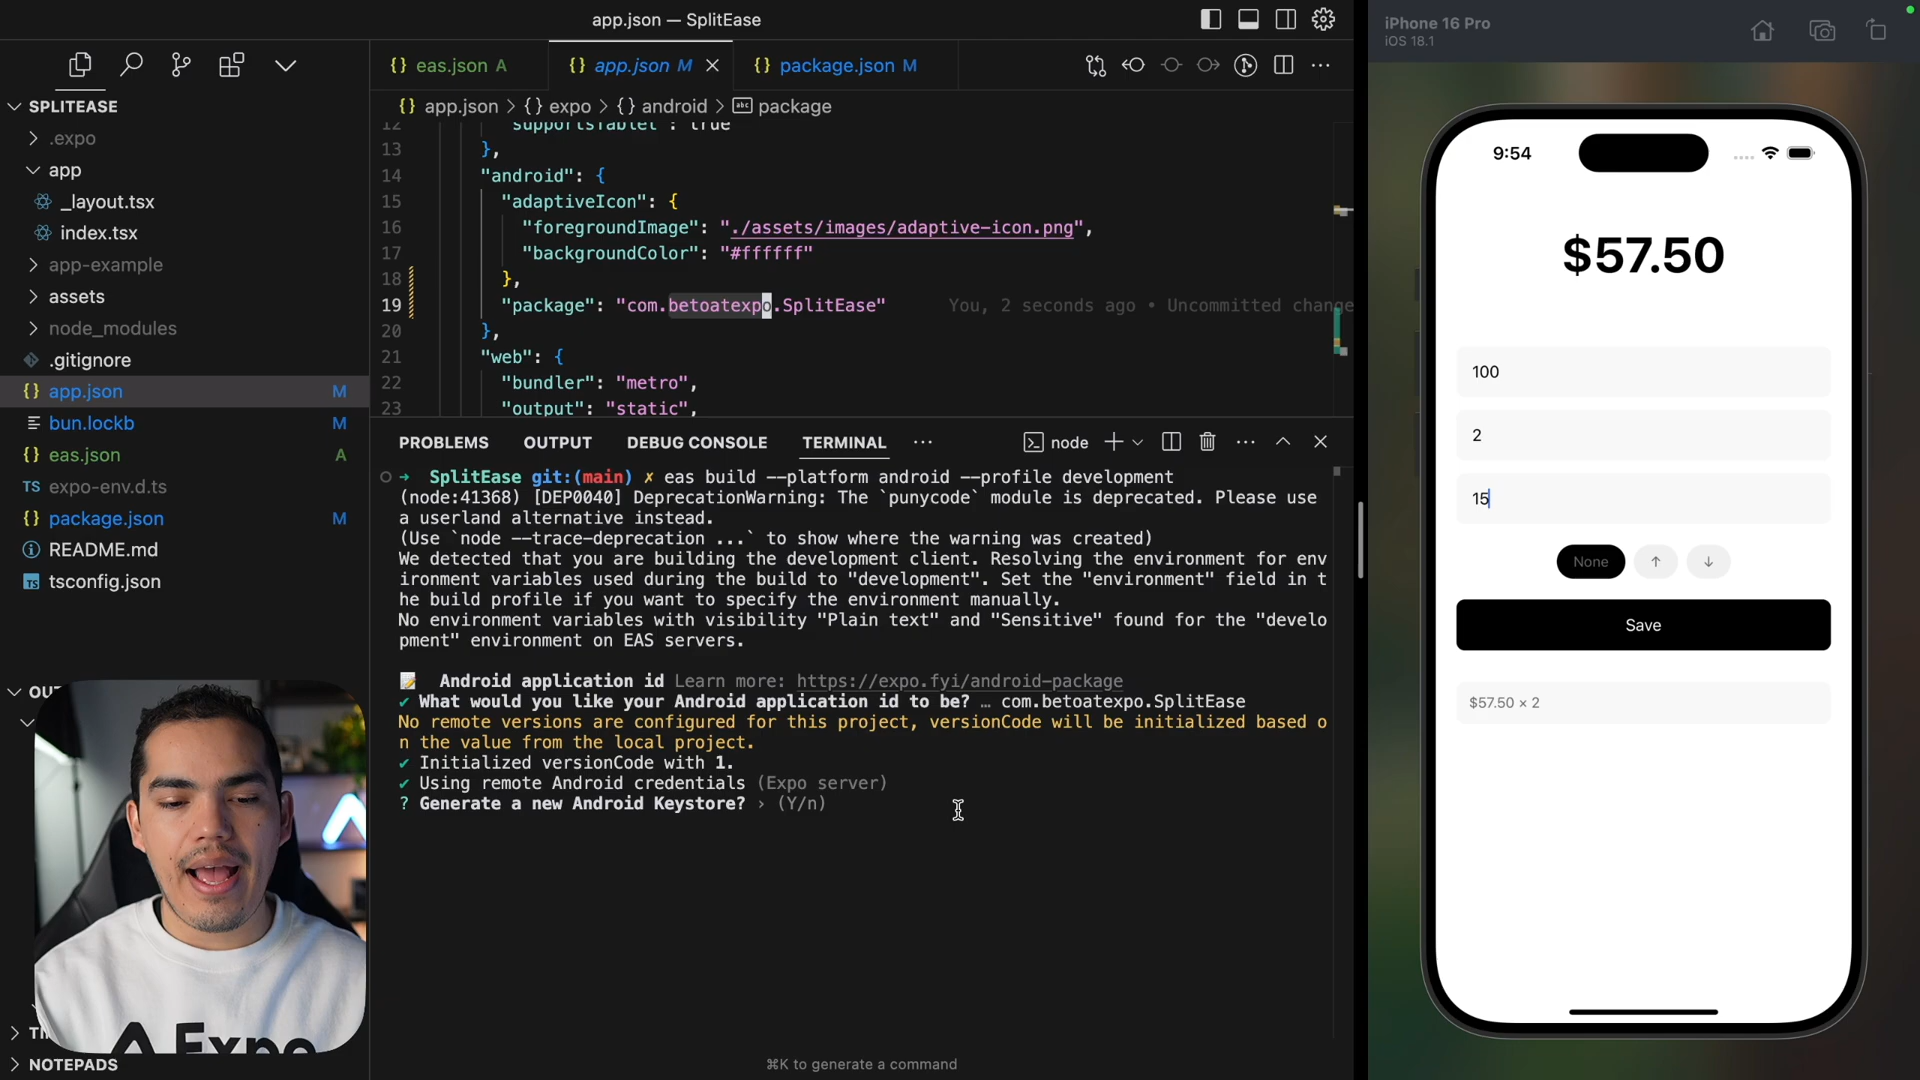 app.json — SplitEase
SPLITEASE
.expo
app
_layout.tsx
index.tsx
app-example
assets
node_modules
.gitignore
{} app.json M
bun.lockb M
{} eas.json A
TS expo-env.d.ts
{} package.json M
README.md
TS tsconfig.json
OU
TI
NOTEPADS
{} eas.json A
{} app.json M
{} package.json M
{} app.json > {} expo > {} android > abc package
12 "supportsTablet": true
13 },
14 "android": {
15 "adaptiveIcon": {
16 "foregroundImage": "./assets/images/adaptive-icon.png",
17 "backgroundColor": "#ffffff"
18 },
19 "package": "com.betoatexpo.SplitEase" You, 2 seconds ago • Uncommitted change
20 },
21 "web": {
22 "bundler": "metro",
23 "output": "static",
PROBLEMS OUTPUT DEBUG CONSOLE TERMINAL ··· node
SplitEase git:(main) ✗ eas build --platform android --profile development
(node:41368) [DEP0040] DeprecationWarning: The `punycode` module is deprecated. Please use
a userland alternative instead.
(Use `node --trace-deprecation ...` to show where the warning was created)
We detected that you are building the development client. Resolving the environment for env
ironment variables used during the build to "development". Set the "environment" field in t
he build profile if you want to specify the environment manually.
No environment variables with visibility "Plain text" and "Sensitive" found for the "develo
pment" environment on EAS servers.
Android application id Learn more: https://expo.fyi/android-package
✔ What would you like your Android application id to be? … com.betoatexpo.SplitEase
No remote versions are configured for this project, versionCode will be initialized based o
n the value from the local project.
✔ Initialized versionCode with 1.
✔ Using remote Android credentials (Expo server)
? Generate a new Android Keystore? › (Y/n)
⌘K to generate a command
Expo
iPhone 16 Pro
iOS 18.1
9:54
$57.50
100
2
15
None ↑ ↓
Save
$57.50 × 2